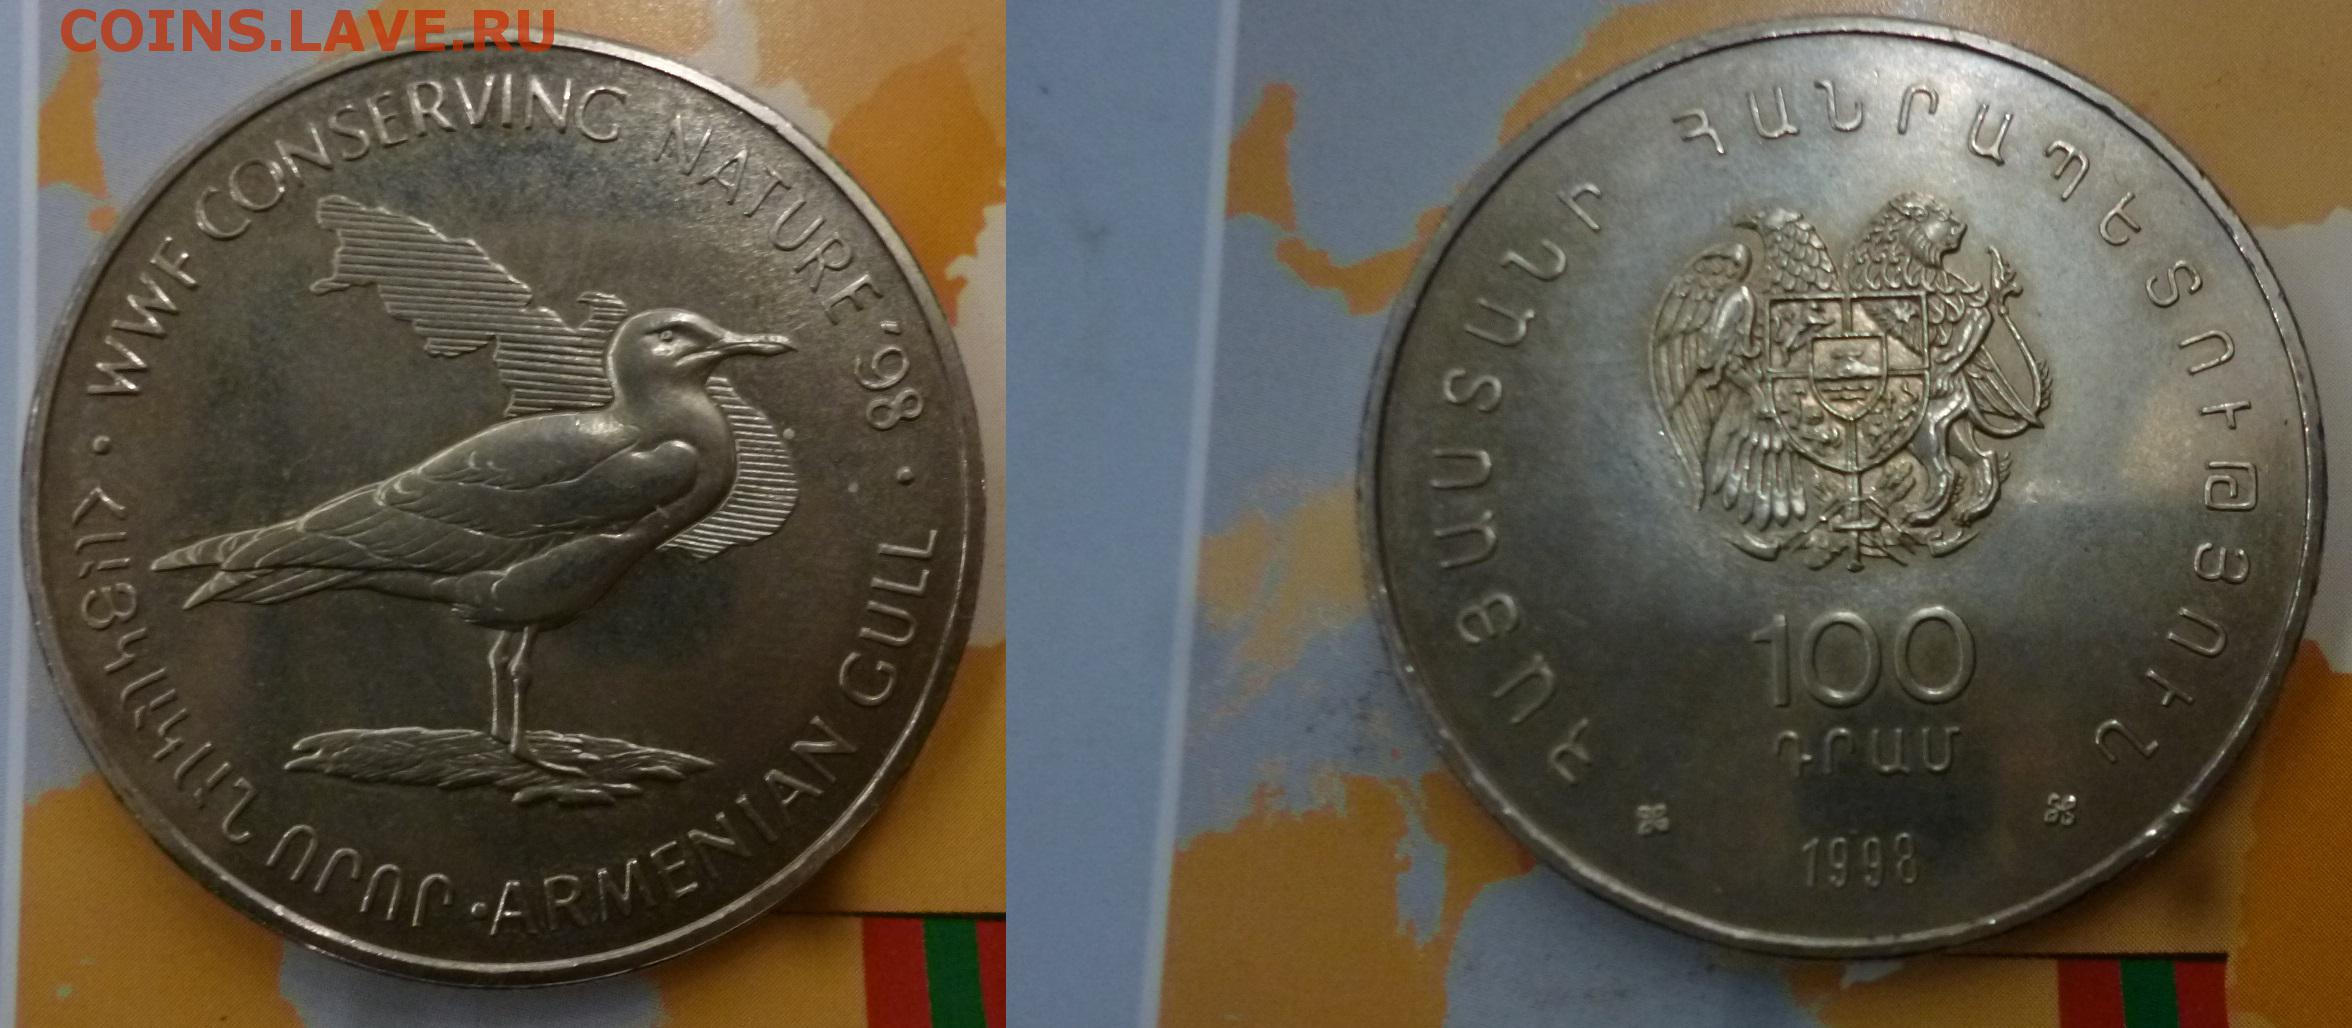 COINS.LAVE.RU
· WWF CONSERVING NATURE '98 ·
ՀԱՅԿԱԿԱՆ ՈՐՈՐ · ARMENIAN GULL
ՀԱՅԱՍՏԱՆԻ ՀԱՆՐԱՊԵՏՈՒԹՅՈՒՆ
100
ԴՐԱՄ
1998